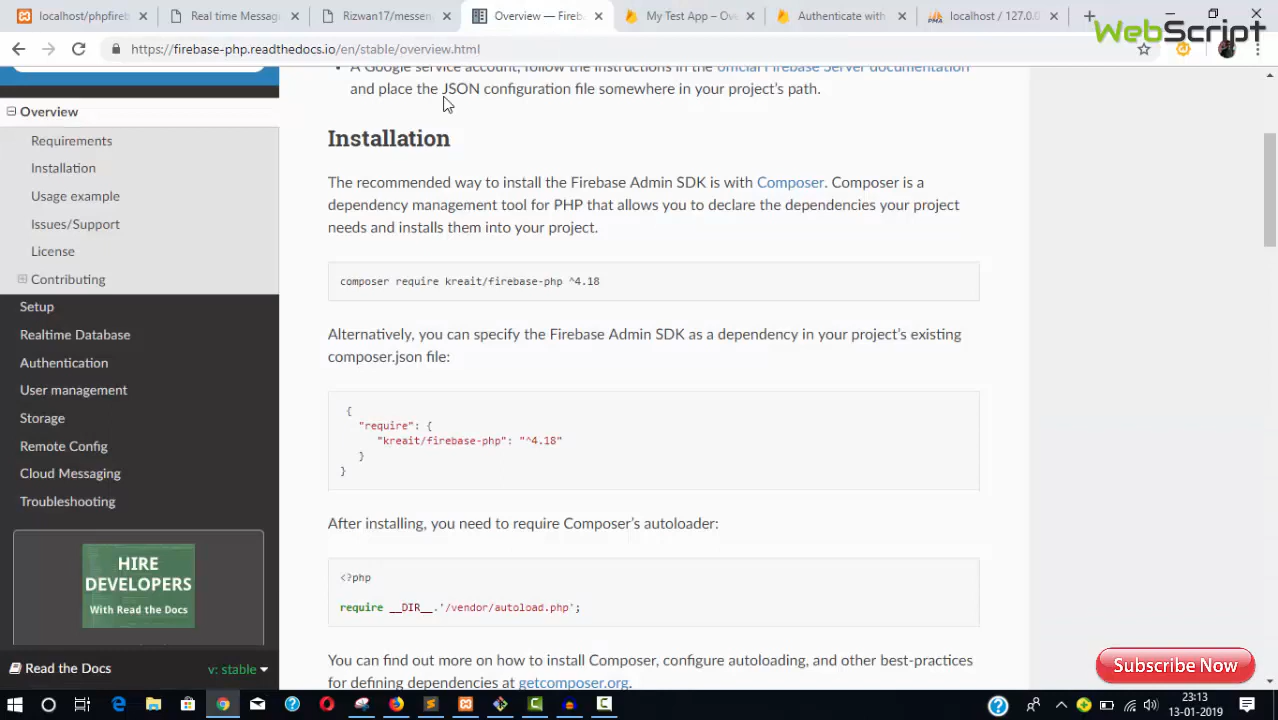 localhost/phpfireb
Real time Messag
Rizwan17/messen
Overview — Fireb
My Test App – Ov
Authenticate with
localhost / 127.0.
WebScript
https://firebase-php.readthedocs.io/en/stable/overview.html
A Google service account, follow the instructions in the official Firebase Server documentation
and place the JSON configuration file somewhere in your project's path.
Overview
Requirements
Installation
Usage example
Issues/Support
License
Contributing
Setup
Realtime Database
Authentication
User management
Storage
Remote Config
Cloud Messaging
Troubleshooting
HIRE
DEVELOPERS
With Read the Docs
Read the Docs
v: stable
Installation
The recommended way to install the Firebase Admin SDK is with Composer. Composer is a
dependency management tool for PHP that allows you to declare the dependencies your project
needs and installs them into your project.
composer require kreait/firebase-php ^4.18
Alternatively, you can specify the Firebase Admin SDK as a dependency in your project's existing
composer.json file:
{
"require": {
"kreait/firebase-php": "^4.18"
}
}
After installing, you need to require Composer's autoloader:
<?php
require __DIR__.'/vendor/autoload.php';
You can find out more on how to install Composer, configure autoloading, and other best-practices
for defining dependencies at getcomposer.org.
Subscribe Now
23:13
13-01-2019